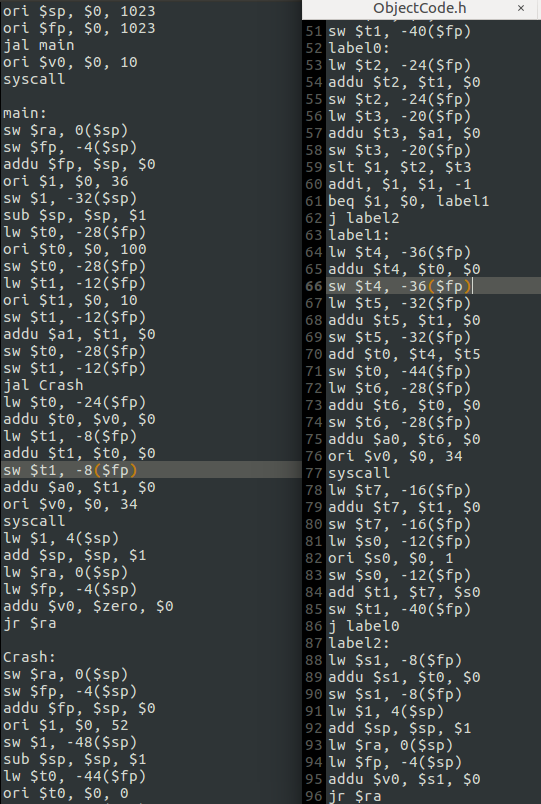 ori $sp, $0, 1023
ori $fp, $0, 1023
jal main
ori $v0, $0, 10
syscall
main:
sw $ra, 0($sp)
sw $fp, -4($sp)
addu $fp, $sp, $0
ori $1, $0, 36
sw $1, -32($sp)
sub $sp, $sp, $1
lw $t0, -28($fp)
ori $t0, $0, 100
sw $t0, -28($fp)
lw $t1, -12($fp)
ori $t1, $0, 10
sw $t1, -12($fp)
addu $a1, $t1, $0
sw $t0, -28($fp)
sw $t1, -12($fp)
jal Crash
lw $t0, -24($fp)
addu $t0, $v0, $0
lw $t1, -8($fp)
addu $t1, $t0, $0
sw $t1, -8($fp)
addu $a0, $t1, $0
ori $v0, $0, 34
syscall
lw $1, 4($sp)
add $sp, $sp, $1
lw $ra, 0($sp)
lw $fp, -4($sp)
addu $v0, $zero, $0
jr $ra
Crash:
sw $ra, 0($sp)
sw $fp, -4($sp)
addu $fp, $sp, $0
ori $1, $0, 52
sw $1, -48($sp)
sub $sp, $sp, $1
lw $t0, -44($fp)
ori $t0, $0, 0
ObjectCode.h ×
51 sw $t1, -40($fp)
52 label0:
53 lw $t2, -24($fp)
54 addu $t2, $t1, $0
55 sw $t2, -24($fp)
56 lw $t3, -20($fp)
57 addu $t3, $a1, $0
58 sw $t3, -20($fp)
59 slt $1, $t2, $t3
60 addi, $1, $1, -1
61 beq $1, $0, label1
62 j label2
63 label1:
64 lw $t4, -36($fp)
65 addu $t4, $t0, $0
66 sw $t4, -36($fp)
67 lw $t5, -32($fp)
68 addu $t5, $t1, $0
69 sw $t5, -32($fp)
70 add $t0, $t4, $t5
71 sw $t0, -44($fp)
72 lw $t6, -28($fp)
73 addu $t6, $t0, $0
74 sw $t6, -28($fp)
75 addu $a0, $t6, $0
76 ori $v0, $0, 34
77 syscall
78 lw $t7, -16($fp)
79 addu $t7, $t1, $0
80 sw $t7, -16($fp)
81 lw $s0, -12($fp)
82 ori $s0, $0, 1
83 sw $s0, -12($fp)
84 add $t1, $t7, $s0
85 sw $t1, -40($fp)
86 j label0
87 label2:
88 lw $s1, -8($fp)
89 addu $s1, $t0, $0
90 sw $s1, -8($fp)
91 lw $1, 4($sp)
92 add $sp, $sp, $1
93 lw $ra, 0($sp)
94 lw $fp, -4($sp)
95 addu $v0, $s1, $0
96 jr $ra